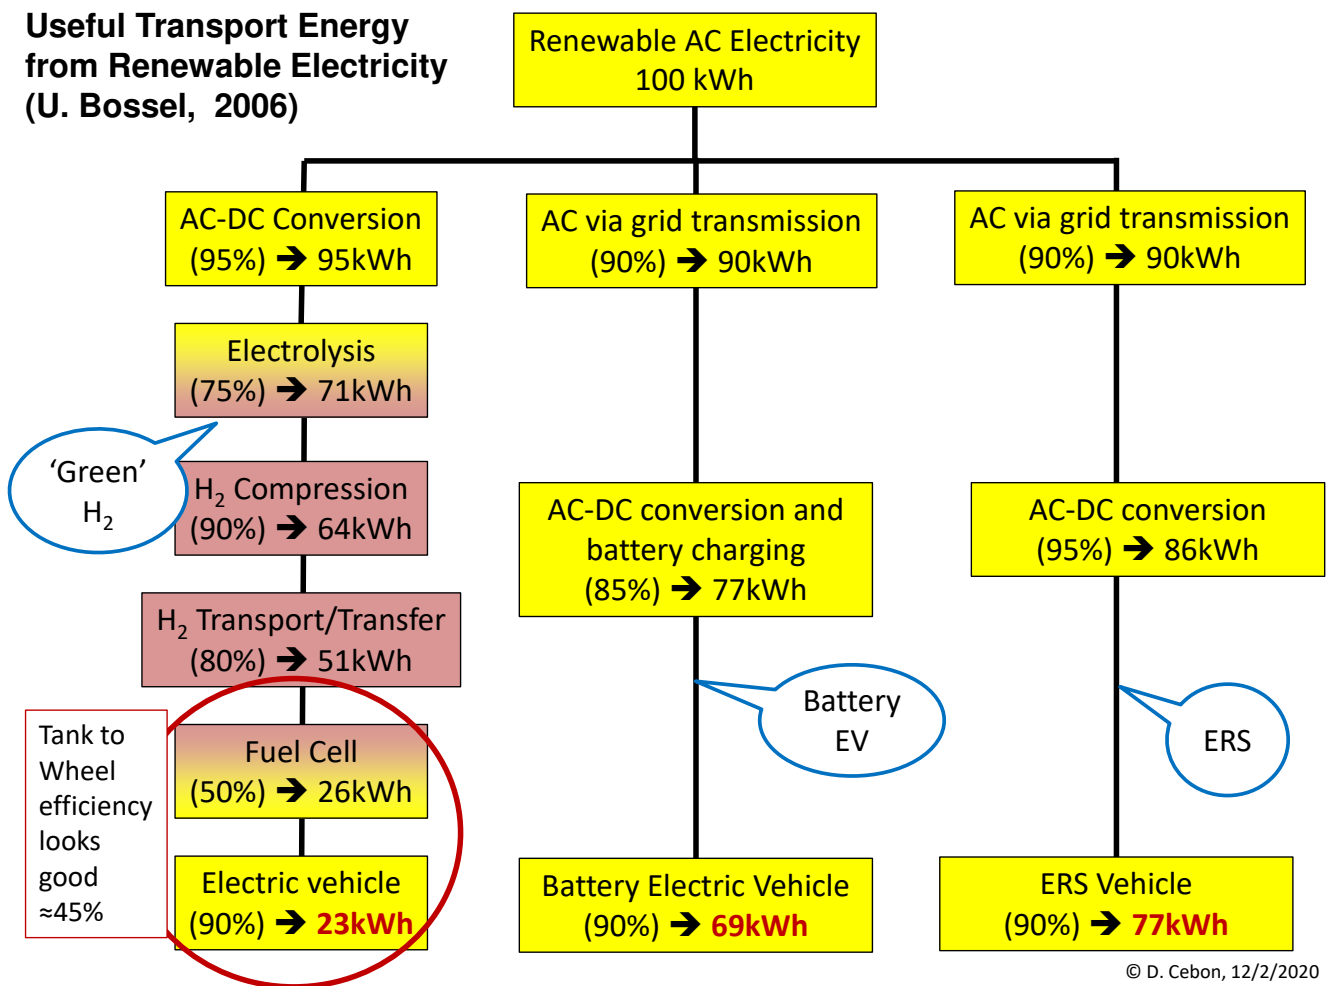 Useful Transport Energy
from Renewable Electricity
(U. Bossel, 2006)
Renewable AC Electricity
100 kWh
AC-DC Conversion
(95%) ➔ 95kWh
Electrolysis
(75%) ➔ 71kWh
'Green'
H₂
H₂ Compression
(90%) ➔ 64kWh
H₂ Transport/Transfer
(80%) ➔ 51kWh
Tank to
Wheel
efficiency
looks
good
≈45%
Fuel Cell
(50%) ➔ 26kWh
Electric vehicle
(90%) ➔ 23kWh
AC via grid transmission
(90%) ➔ 90kWh
AC-DC conversion and
battery charging
(85%) ➔ 77kWh
Battery
EV
Battery Electric Vehicle
(90%) ➔ 69kWh
AC via grid transmission
(90%) ➔ 90kWh
AC-DC conversion
(95%) ➔ 86kWh
ERS
ERS Vehicle
(90%) ➔ 77kWh
© D. Cebon, 12/2/2020